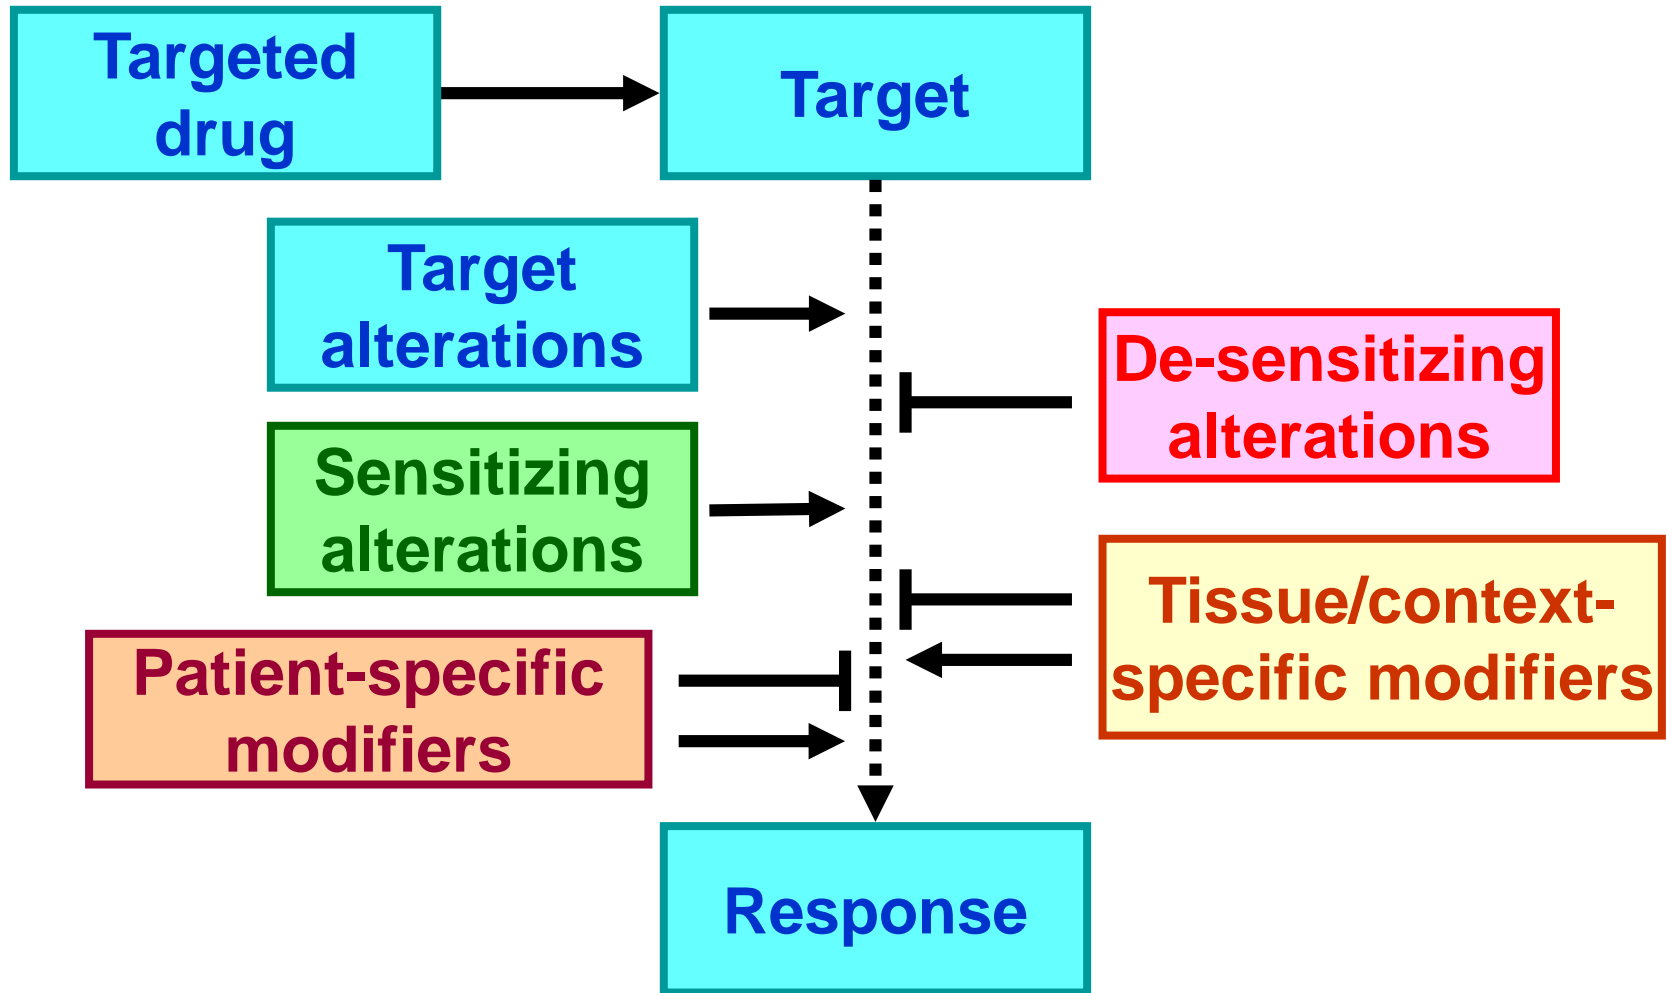 Targeted
drug
Target
Target
alterations
De-sensitizing
alterations
Sensitizing
alterations
Tissue/context-
specific modifiers
Patient-specific
modifiers
Response